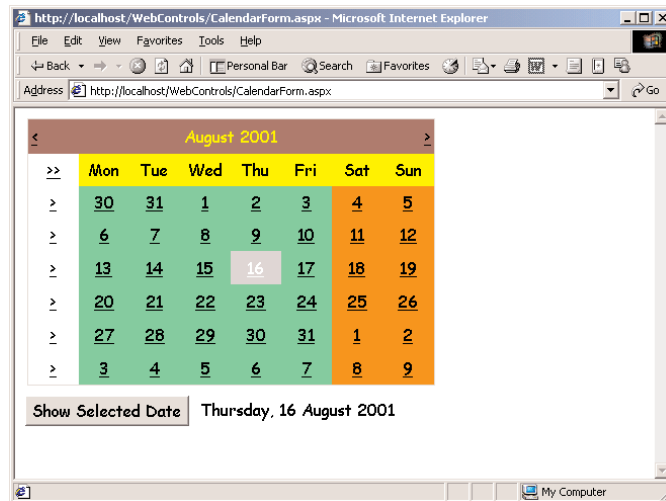 http://localhost/WebControls/CalendarForm.aspx - Microsoft Internet Explorer
File Edit View Favorites Tools Help
Back Personal Bar Search Favorites
Address http://localhost/WebControls/CalendarForm.aspx Go
< August 2001 >
>> Mon Tue Wed Thu Fri Sat Sun
> 30 31 1 2 3 4 5
> 6 7 8 9 10 11 12
> 13 14 15 16 17 18 19
> 20 21 22 23 24 25 26
> 27 28 29 30 31 1 2
> 3 4 5 6 7 8 9
Show Selected Date Thursday, 16 August 2001
My Computer